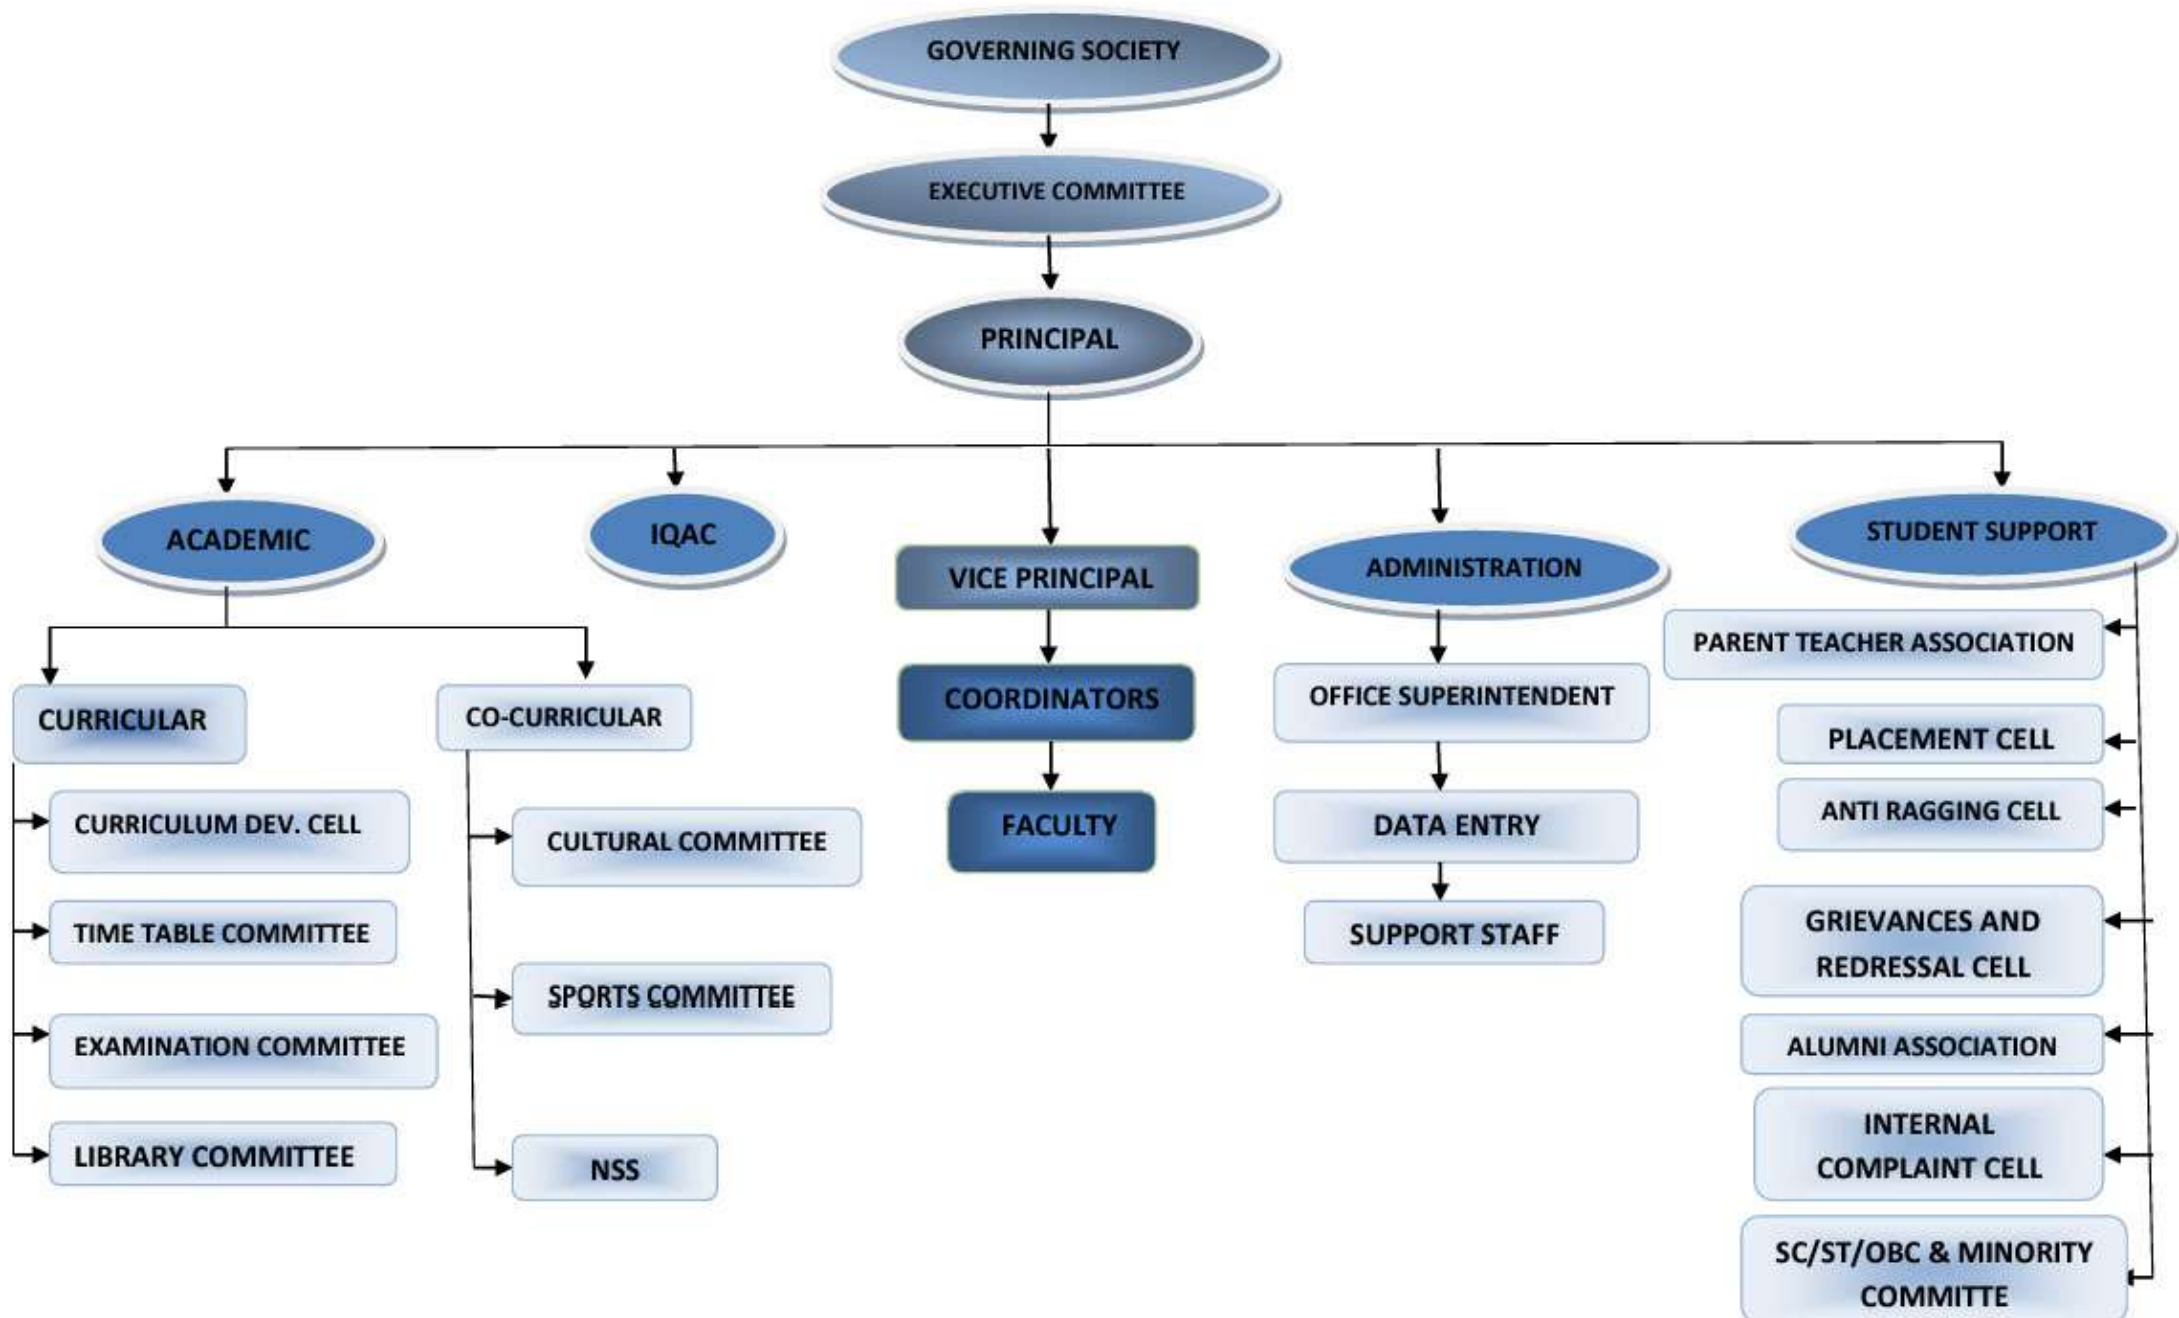 GOVERNING SOCIETY
EXECUTIVE COMMITTEE
PRINCIPAL
ACADEMIC
IQAC
VICE PRINCIPAL
ADMINISTRATION
STUDENT SUPPORT
CURRICULAR
CURRICULUM DEV. CELL
TIME TABLE COMMITTEE
EXAMINATION COMMITTEE
LIBRARY COMMITTEE
CO-CURRICULAR
CULTURAL COMMITTEE
SPORTS COMMITTEE
NSS
COORDINATORS
FACULTY
OFFICE SUPERINTENDENT
DATA ENTRY
SUPPORT STAFF
PARENT TEACHER ASSOCIATION
PLACEMENT CELL
ANTI RAGGING CELL
GRIEVANCES AND
REDRESSAL CELL
ALUMNI ASSOCIATION
INTERNAL
COMPLAINT CELL
SC/ST/OBC & MINORITY
COMMITTE